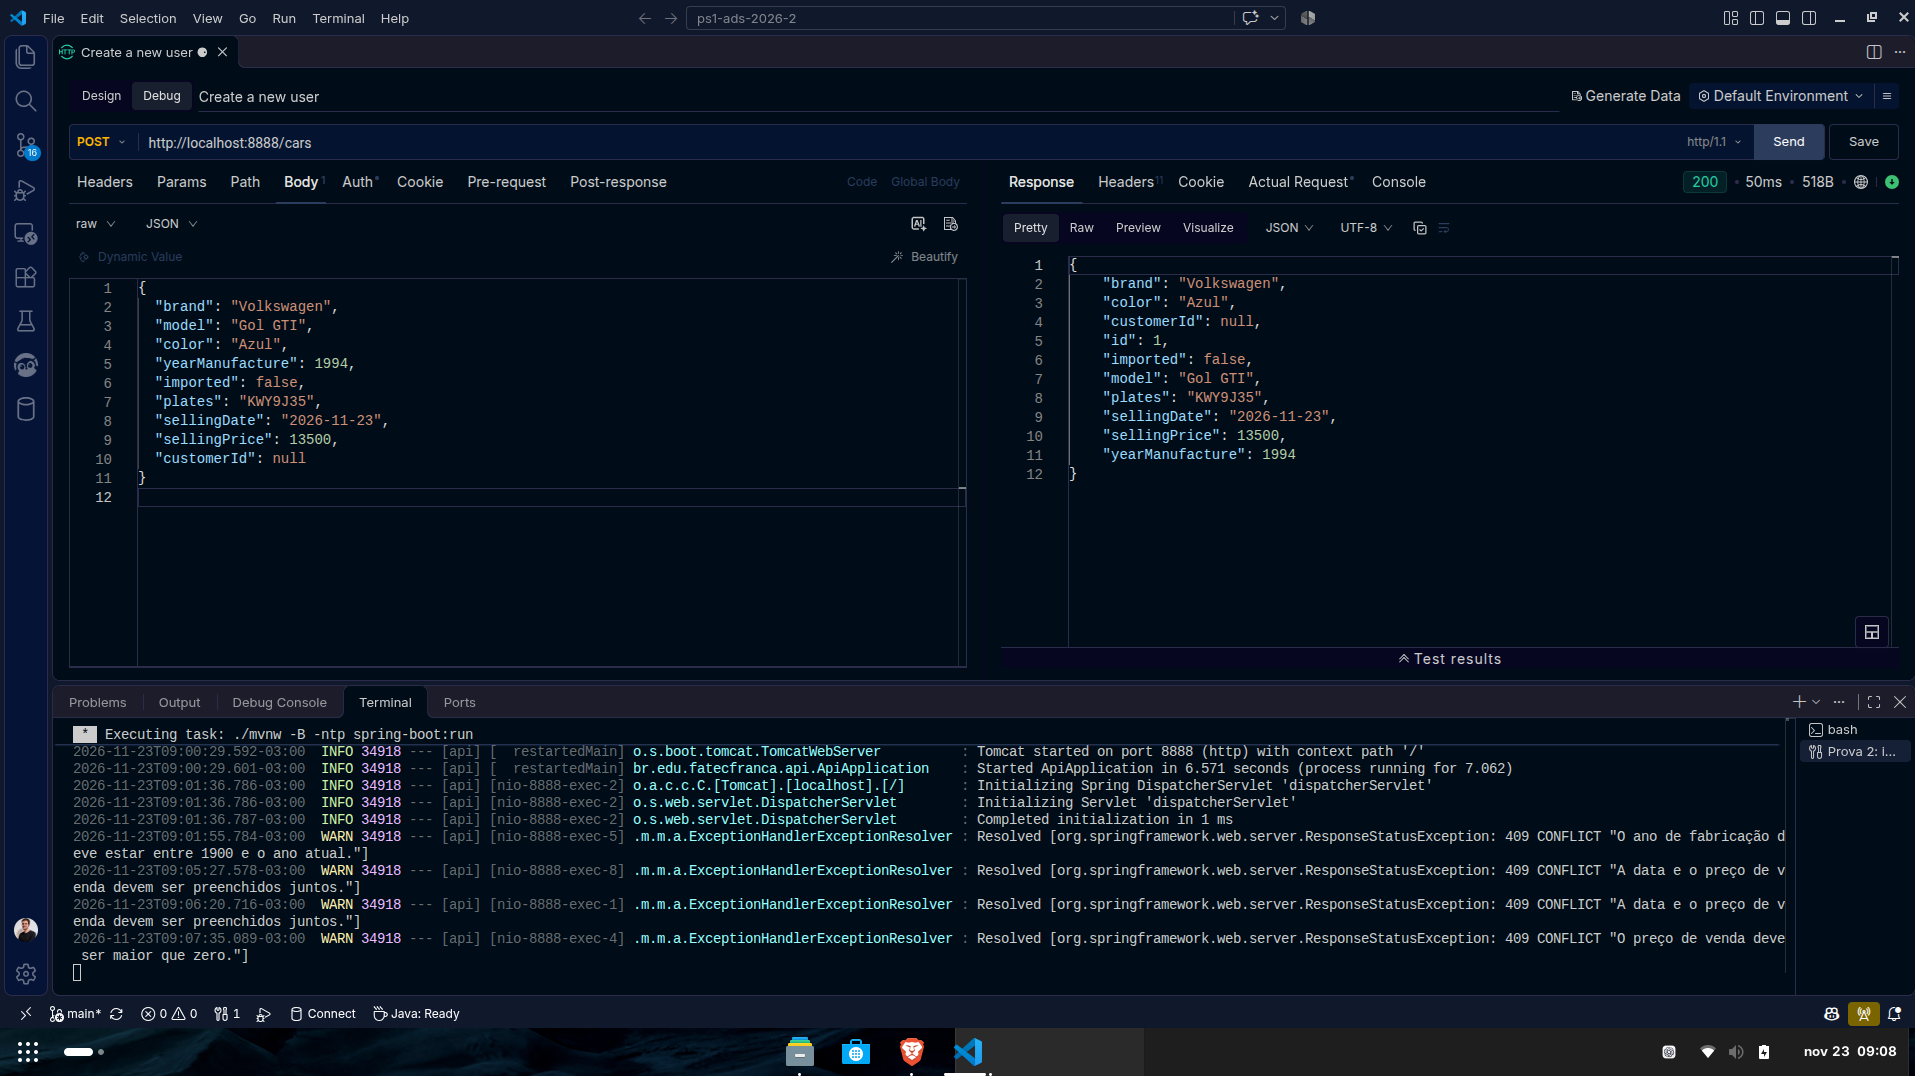 File Edit Selection View Go Run Terminal Help
ps1-ads-2026-2
HTTP Create a new user
Design Debug Create a new user
Generate Data Default Environment
POST http://localhost:8888/cars
http/1.1 Send Save
Headers Params Path Body 1 Auth Cookie Pre-request Post-response
Code Global Body
raw JSON
Dynamic Value
Beautify
1 {
2 "brand": "Volkswagen",
3 "model": "Gol GTI",
4 "color": "Azul",
5 "yearManufacture": 1994,
6 "imported": false,
7 "plates": "KWY9J35",
8 "sellingDate": "2026-11-23",
9 "sellingPrice": 13500,
10 "customerId": null
11 }
12
Response Headers 11 Cookie Actual Request Console
200 50ms 518B
Pretty Raw Preview Visualize JSON UTF-8
1 {
2 "brand": "Volkswagen",
3 "color": "Azul",
4 "customerId": null,
5 "id": 1,
6 "imported": false,
7 "model": "Gol GTI",
8 "plates": "KWY9J35",
9 "sellingDate": "2026-11-23",
10 "sellingPrice": 13500,
11 "yearManufacture": 1994
12 }
Test results
16
Problems Output Debug Console Terminal Ports
* Executing task: ./mvnw -B -ntp spring-boot:run
2026-11-23T09:00:29.592-03:00 INFO 34918 --- [api] [ restartedMain] o.s.boot.tomcat.TomcatWebServer : Tomcat started on port 8888 (http) with context path '/'
2026-11-23T09:00:29.601-03:00 INFO 34918 --- [api] [ restartedMain] br.edu.fatecfranca.api.ApiApplication : Started ApiApplication in 6.571 seconds (process running for 7.062)
2026-11-23T09:01:36.786-03:00 INFO 34918 --- [api] [nio-8888-exec-2] o.a.c.c.C.[Tomcat].[localhost].[/] : Initializing Spring DispatcherServlet 'dispatcherServlet'
2026-11-23T09:01:36.786-03:00 INFO 34918 --- [api] [nio-8888-exec-2] o.s.web.servlet.DispatcherServlet : Initializing Servlet 'dispatcherServlet'
2026-11-23T09:01:36.787-03:00 INFO 34918 --- [api] [nio-8888-exec-2] o.s.web.servlet.DispatcherServlet : Completed initialization in 1 ms
2026-11-23T09:01:55.784-03:00 WARN 34918 --- [api] [nio-8888-exec-5] .m.m.a.ExceptionHandlerExceptionResolver : Resolved [org.springframework.web.server.ResponseStatusException: 409 CONFLICT "O ano de fabricação d
eve estar entre 1900 e o ano atual."]
2026-11-23T09:05:27.578-03:00 WARN 34918 --- [api] [nio-8888-exec-8] .m.m.a.ExceptionHandlerExceptionResolver : Resolved [org.springframework.web.server.ResponseStatusException: 409 CONFLICT "A data e o preço de v
enda devem ser preenchidos juntos."]
2026-11-23T09:06:20.716-03:00 WARN 34918 --- [api] [nio-8888-exec-1] .m.m.a.ExceptionHandlerExceptionResolver : Resolved [org.springframework.web.server.ResponseStatusException: 409 CONFLICT "A data e o preço de v
enda devem ser preenchidos juntos."]
2026-11-23T09:07:35.089-03:00 WARN 34918 --- [api] [nio-8888-exec-4] .m.m.a.ExceptionHandlerExceptionResolver : Resolved [org.springframework.web.server.ResponseStatusException: 409 CONFLICT "O preço de venda deve
ser maior que zero."]
bash
Prova 2: i...
main* 0 0 1 Connect Java: Ready
nov 23 09:08